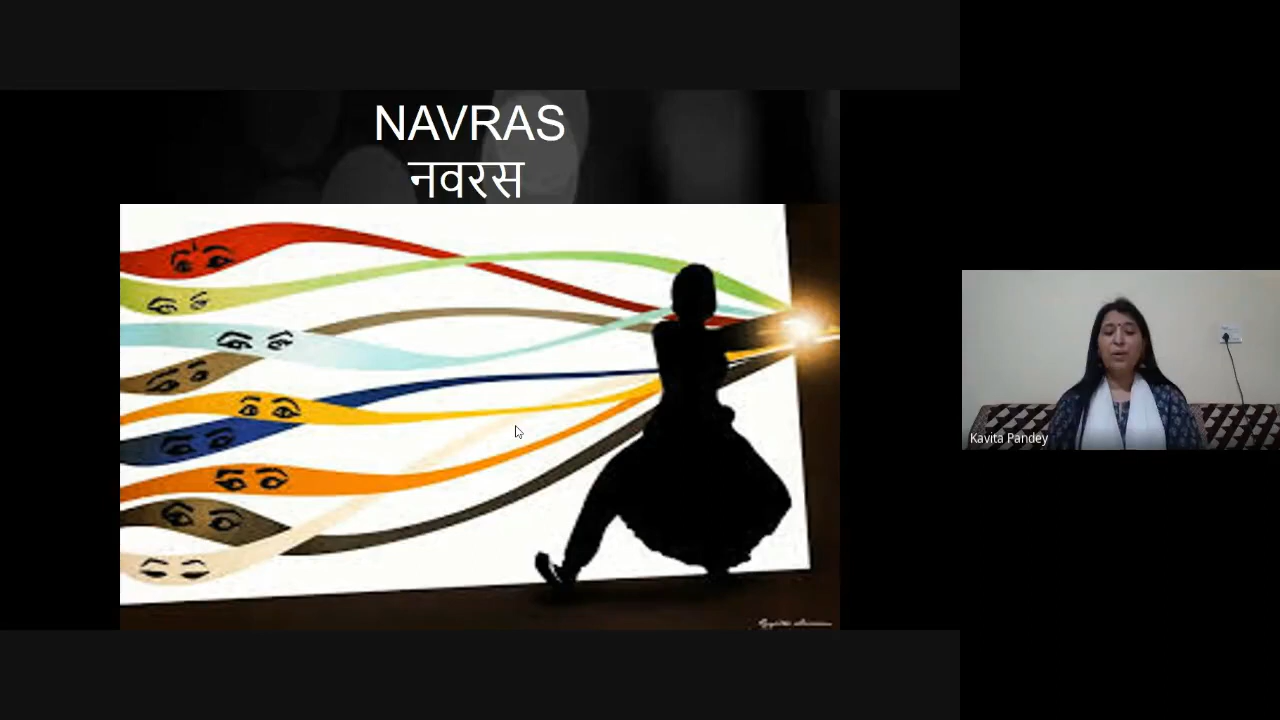 NAVRAS
नवरस
Kavita Pandey